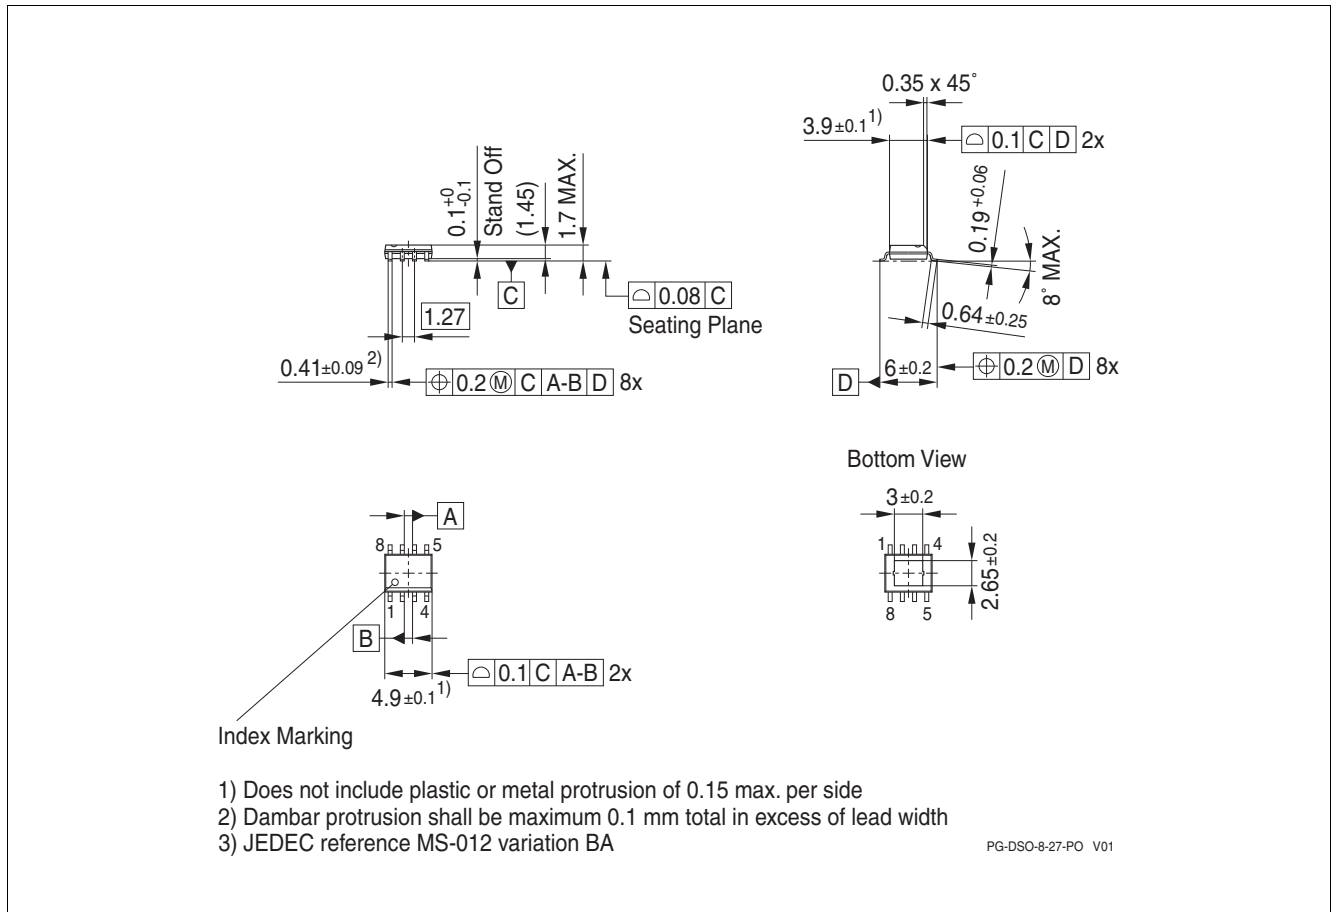 0.35 x 45˚
3.9±0.1 1)
⌓ 0.1 C D 2x
0.1 +0 -0.1
Stand Off
(1.45)
1.7 MAX.
0.19 +0.06
8˚ MAX.
C
⌓ 0.08 C
Seating Plane
1.27
0.64±0.25
0.41±0.09 2)
⌖ 0.2 Ⓜ C A-B D 8x
D
6±0.2
⌖ 0.2 Ⓜ D 8x
Bottom View
3±0.2
A
8 5
1 4
2.65±0.2
1 4
8 5
B
⌓ 0.1 C A-B 2x
4.9±0.1 1)
Index Marking
1) Does not include plastic or metal protrusion of 0.15 max. per side
2) Dambar protrusion shall be maximum 0.1 mm total in excess of lead width
3) JEDEC reference MS-012 variation BA
PG-DSO-8-27-PO V01